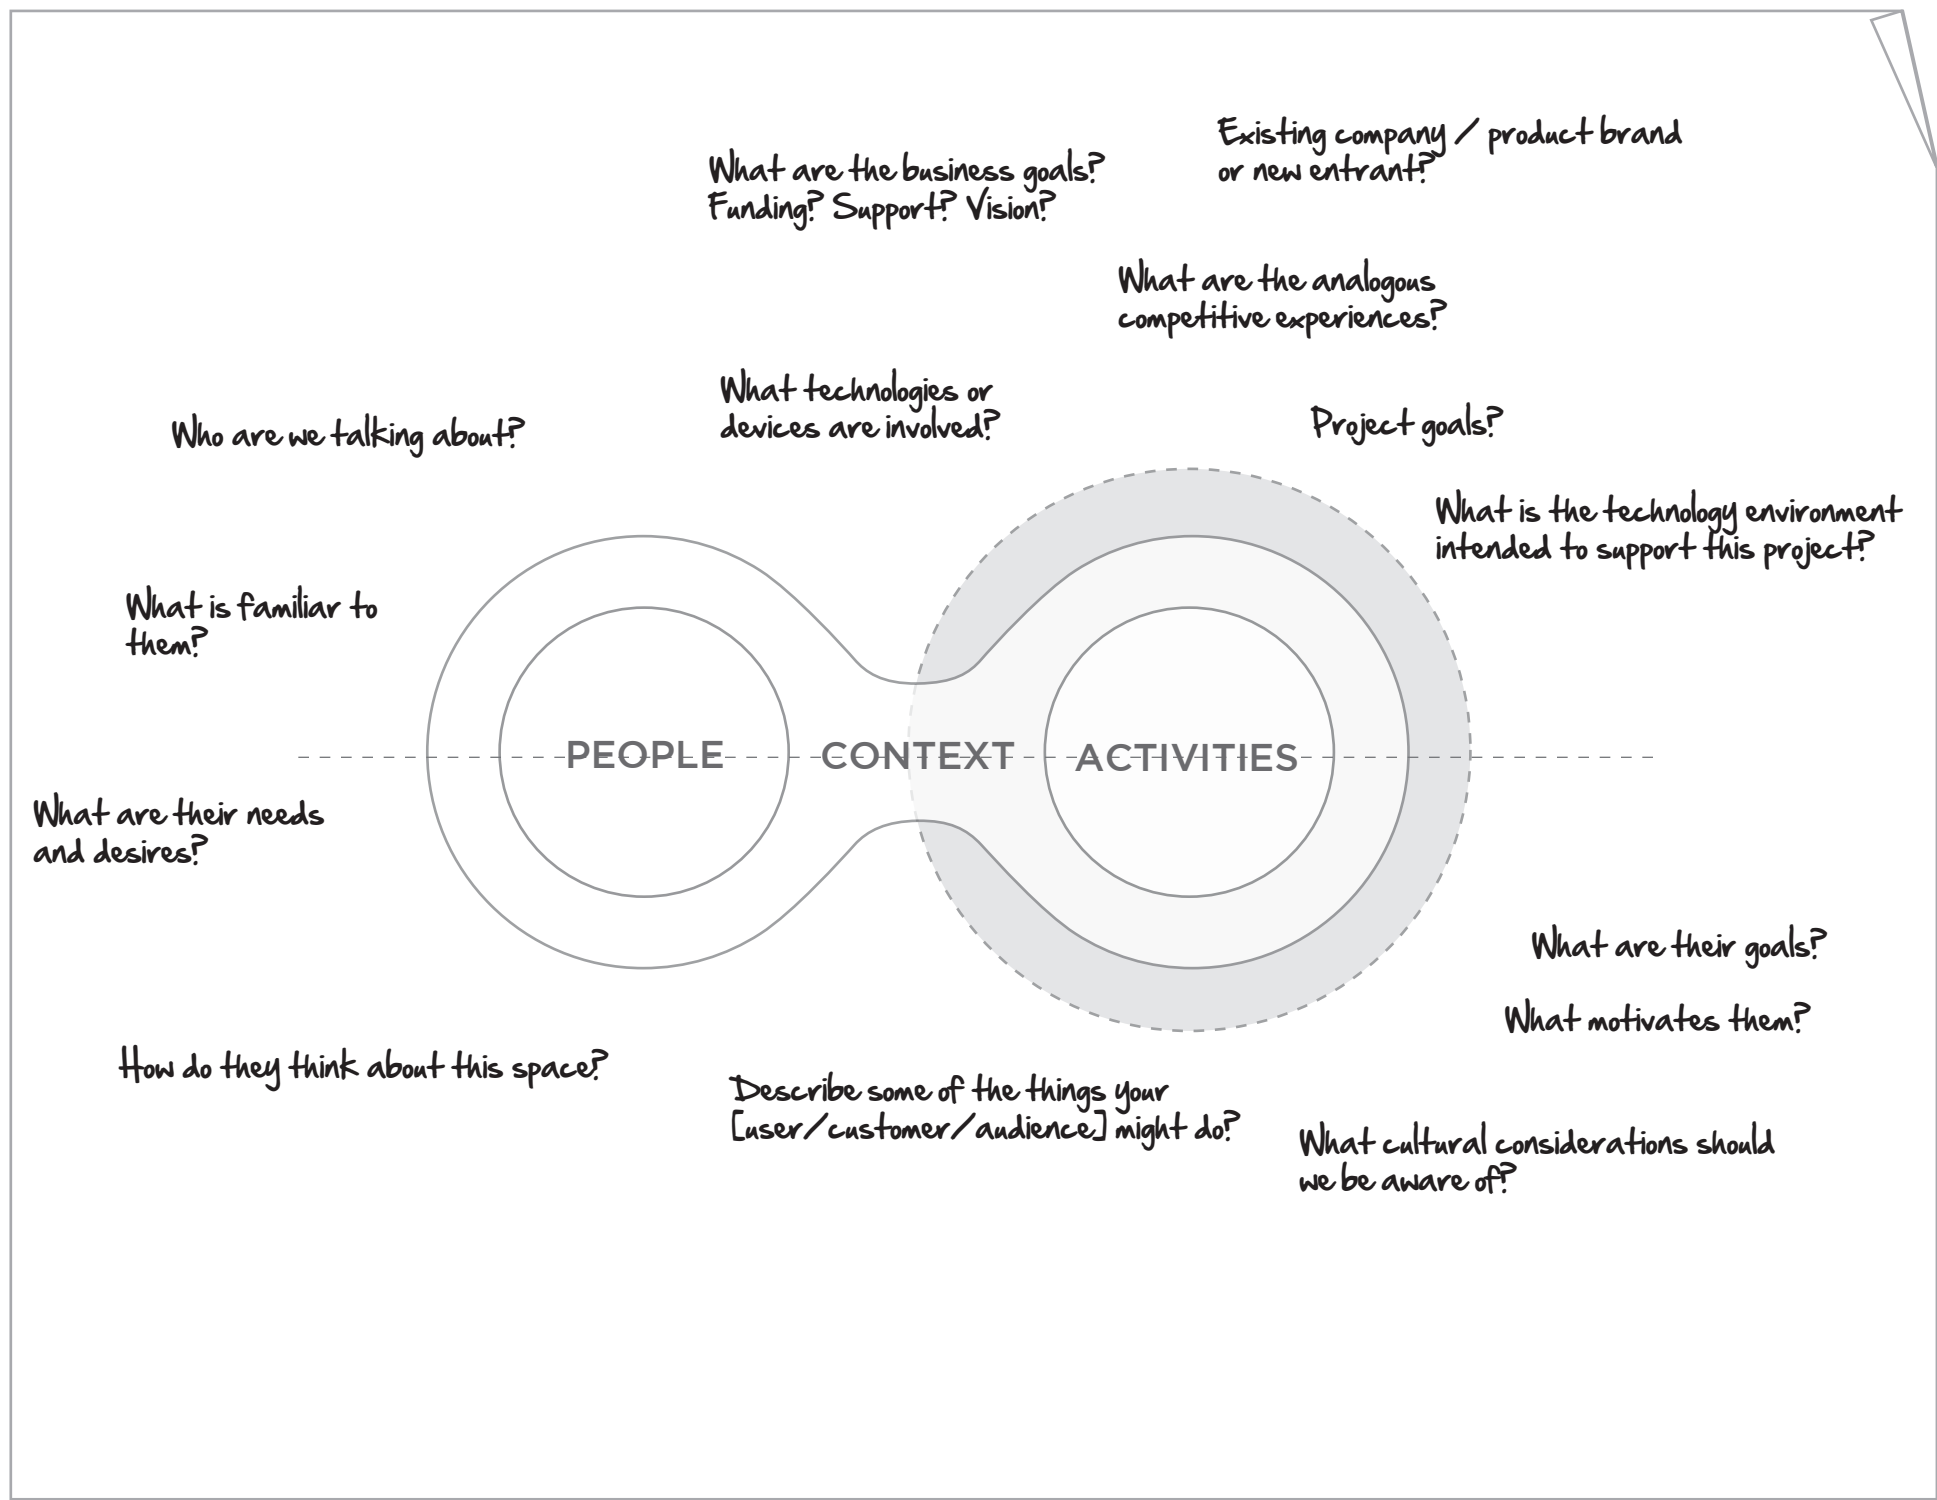 Existing company / product brand
or new entrant?
What are the business goals?
Funding? Support? Vision?
What are the analogous
competitive experiences?
What technologies or
devices are involved?
Project goals?
Who are we talking about?
What is the technology environment
intended to support this project?
What is familiar to
them?
PEOPLE
CONTEXT
ACTIVITIES
What are their needs
and desires?
What are their goals?
What motivates them?
How do they think about this space?
Describe some of the things your
[user/customer/audience] might do?
What cultural considerations should
we be aware of?